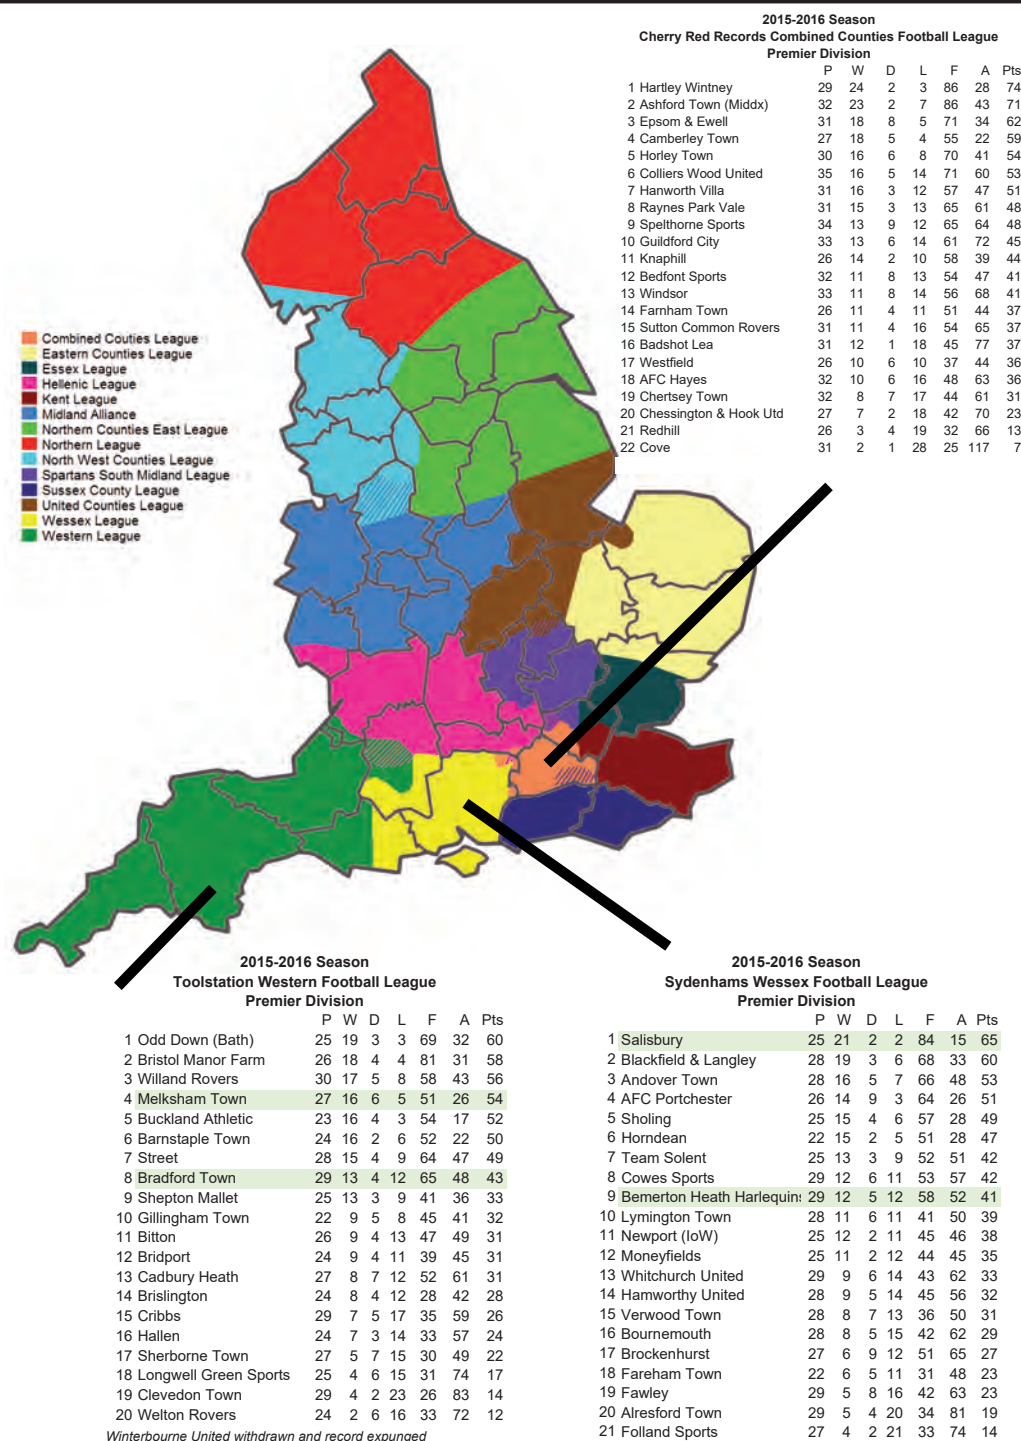 2015-2016 Season
Cherry Red Records Combined Counties Football League
Premier Division
P W D L F A Pts
1 Hartley Wintney 29 24 2 3 86 28 74
2 Ashford Town (Middx) 32 23 2 7 86 43 71
3 Epsom & Ewell 31 18 8 5 71 34 62
4 Camberley Town 27 18 5 4 55 22 59
5 Horley Town 30 16 6 8 70 41 54
6 Colliers Wood United 35 16 5 14 71 60 53
7 Hanworth Villa 31 16 3 12 57 47 51
8 Raynes Park Vale 31 15 3 13 65 61 48
9 Spelthorne Sports 34 13 9 12 65 64 48
10 Guildford City 33 13 6 14 61 72 45
11 Knaphill 26 14 2 10 58 39 44
12 Bedfont Sports 32 11 8 13 54 47 41
13 Windsor 33 11 8 14 56 68 41
14 Farnham Town 26 11 4 11 51 44 37
15 Sutton Common Rovers 31 11 4 16 54 65 37
16 Badshot Lea 31 12 1 18 45 77 37
17 Westfield 26 10 6 10 37 44 36
18 AFC Hayes 32 10 6 16 48 63 36
19 Chertsey Town 32 8 7 17 44 61 31
20 Chessington & Hook Utd 27 7 2 18 42 70 23
21 Redhill 26 3 4 19 32 66 13
22 Cove 31 2 1 28 25 117 7
Combined Couties League
Eastern Counties League
Essex League
Hellenic League
Kent League
Midland Alliance
Northern Counties East League
Northern League
North West Counties League
Spartans South Midland League
Sussex County League
United Counties League
Wessex League
Western League
2015-2016 Season
Toolstation Western Football League
Premier Division
P W D L F A Pts
1 Odd Down (Bath) 25 19 3 3 69 32 60
2 Bristol Manor Farm 26 18 4 4 81 31 58
3 Willand Rovers 30 17 5 8 58 43 56
4 Melksham Town 27 16 6 5 51 26 54
5 Buckland Athletic 23 16 4 3 54 17 52
6 Barnstaple Town 24 16 2 6 52 22 50
7 Street 28 15 4 9 64 47 49
8 Bradford Town 29 13 4 12 65 48 43
9 Shepton Mallet 25 13 3 9 41 36 33
10 Gillingham Town 22 9 5 8 45 41 32
11 Bitton 26 9 4 13 47 49 31
12 Bridport 24 9 4 11 39 45 31
13 Cadbury Heath 27 8 7 12 52 61 31
14 Brislington 24 8 4 12 28 42 28
15 Cribbs 29 7 5 17 35 59 26
16 Hallen 24 7 3 14 33 57 24
17 Sherborne Town 27 5 7 15 30 49 22
18 Longwell Green Sports 25 4 6 15 31 74 17
19 Clevedon Town 29 4 2 23 26 83 14
20 Welton Rovers 24 2 6 16 33 72 12
Winterbourne United withdrawn and record expunged
2015-2016 Season
Sydenhams Wessex Football League
Premier Division
P W D L F A Pts
1 Salisbury 25 21 2 2 84 15 65
2 Blackfield & Langley 28 19 3 6 68 33 60
3 Andover Town 28 16 5 7 66 48 53
4 AFC Portchester 26 14 9 3 64 26 51
5 Sholing 25 15 4 6 57 28 49
6 Horndean 22 15 2 5 51 28 47
7 Team Solent 25 13 3 9 52 51 42
8 Cowes Sports 29 12 6 11 53 57 42
9 Bemerton Heath Harlequins 29 12 5 12 58 52 41
10 Lymington Town 28 11 6 11 41 50 39
11 Newport (IoW) 25 12 2 11 45 46 38
12 Moneyfields 25 11 2 12 44 45 35
13 Whitchurch United 29 9 6 14 43 62 33
14 Hamworthy United 28 9 5 14 45 56 32
15 Verwood Town 28 8 7 13 36 50 31
16 Bournemouth 28 8 5 15 42 62 29
17 Brockenhurst 27 6 9 12 51 65 27
18 Fareham Town 22 6 5 11 31 48 23
19 Fawley 29 5 8 16 42 63 23
20 Alresford Town 29 5 4 20 34 81 19
21 Folland Sports 27 4 2 21 33 74 14